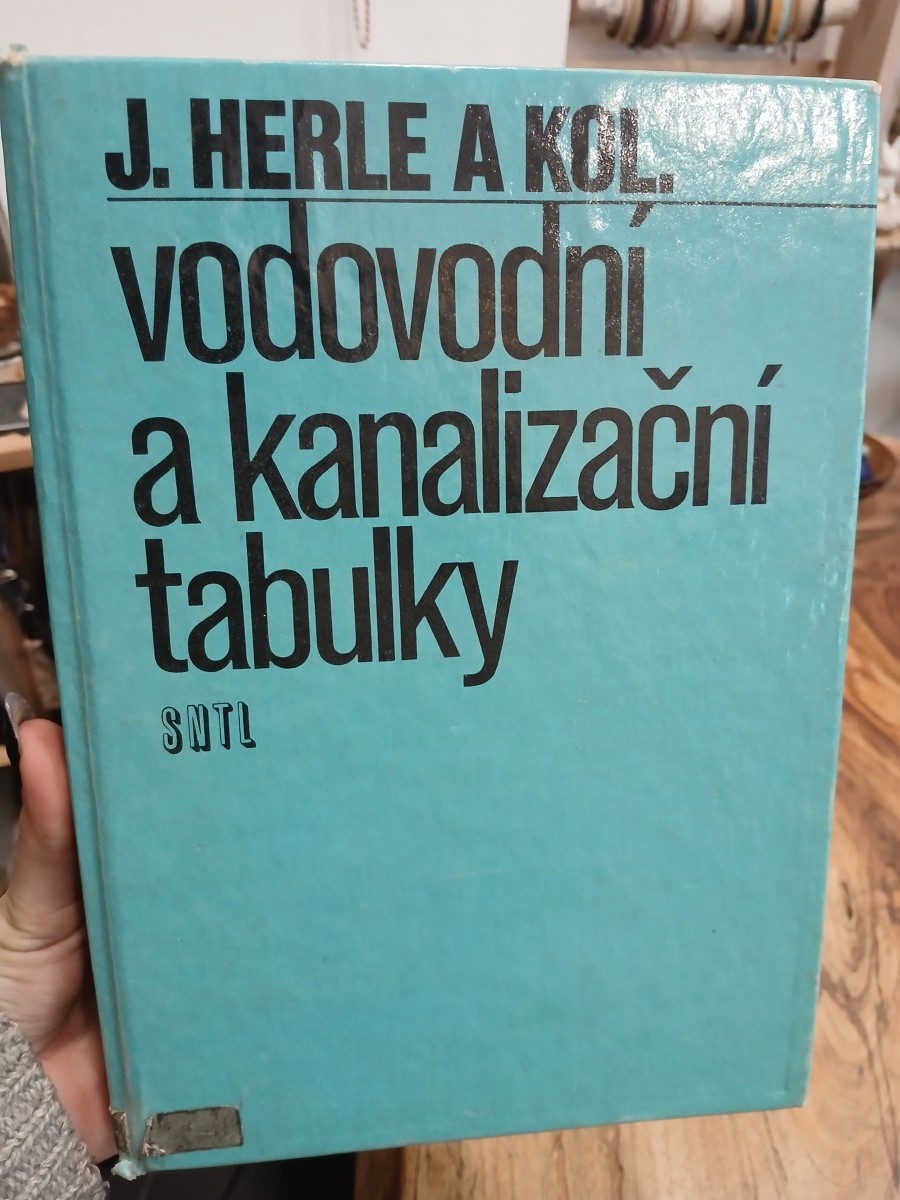 J. HERLE A KOL.
vodovodní
a kanalizační
tabulky
SNTL